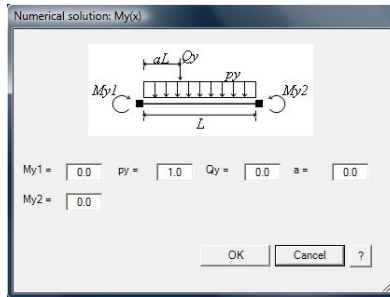 Numerical solution: My(x)
aL Qy
My1 py My2
L
My1 = 0.0 py = 1.0 Qy = 0.0 a = 0.0
My2 = 0.0
OK Cancel ?